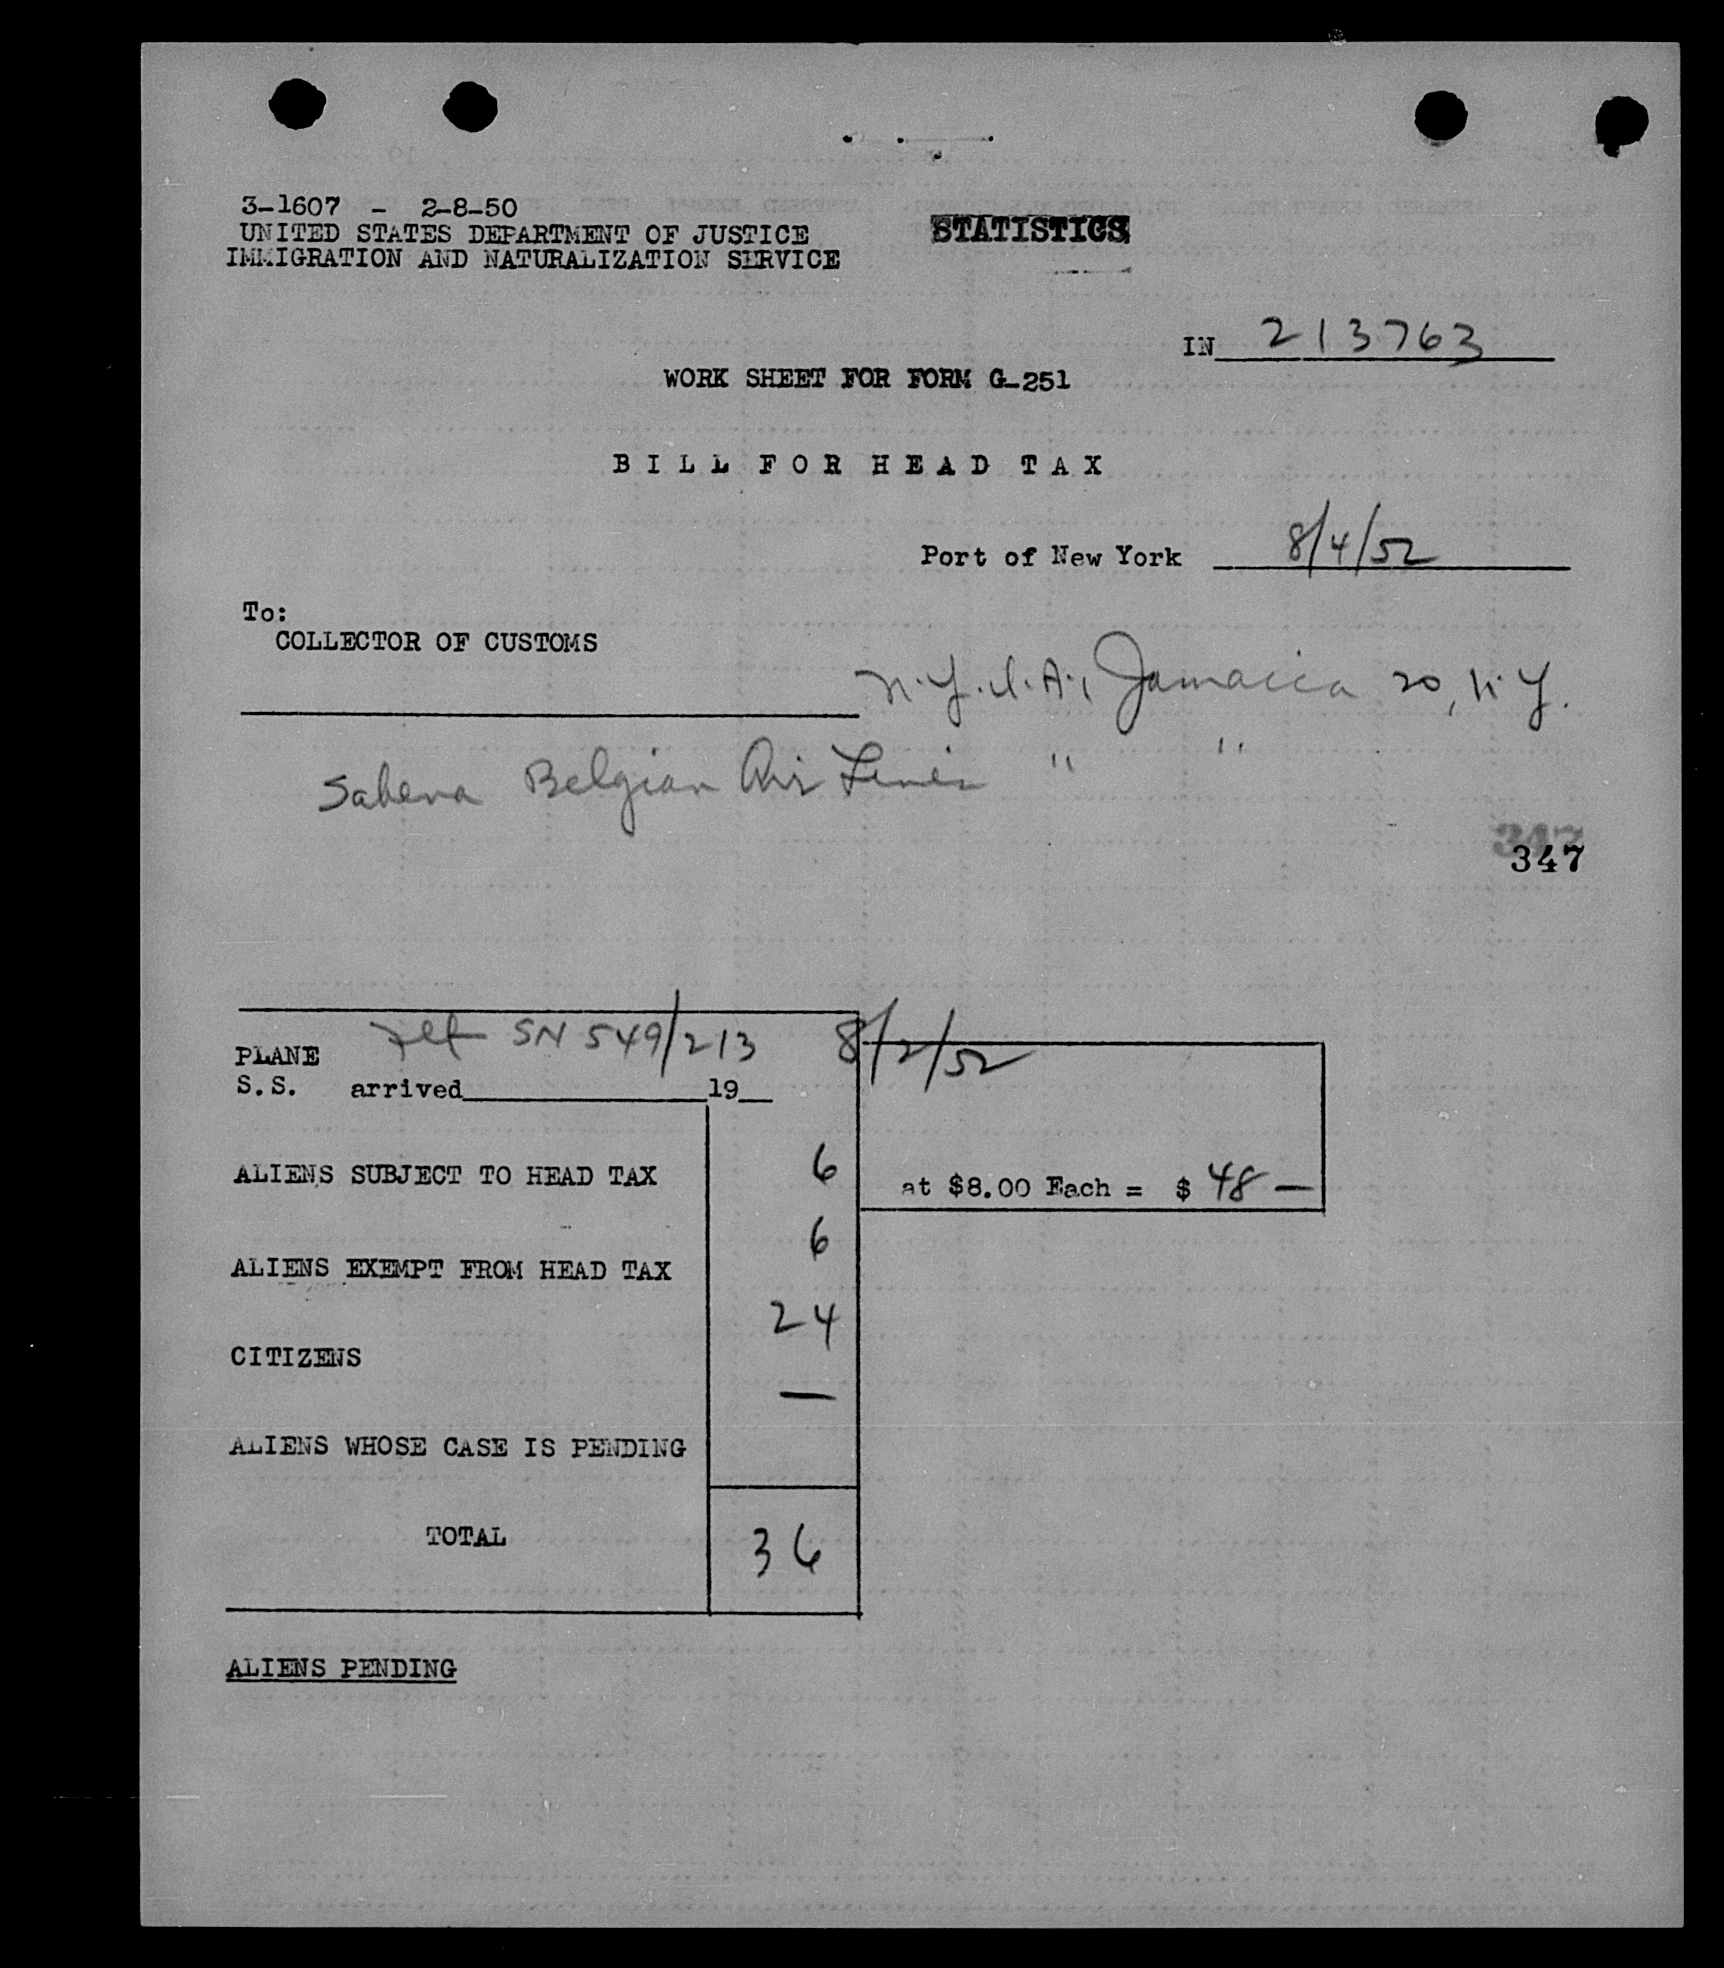 3-1607 - 2-8-50
UNITED STATES DEPARTMENT OF JUSTICE
IMMIGRATION AND NATURALIZATION SERVICE
STATISTICS
IN 213763
WORK SHEET FOR FORM G-251
BILL FOR HEAD TAX
Port of New York 8/4/52
To:
COLLECTOR OF CUSTOMS
N.Y.I.A., Jamaica 20, N.Y.
Sabena Belgian Air Lines " "
347
PLANE SN 549/213 8/2/52
S.S. arrived 19
ALIENS SUBJECT TO HEAD TAX 6 at $8.00 Each = $ 48 —
ALIENS EXEMPT FROM HEAD TAX 6
CITIZENS 24
ALIENS WHOSE CASE IS PENDING —
TOTAL 36
ALIENS PENDING